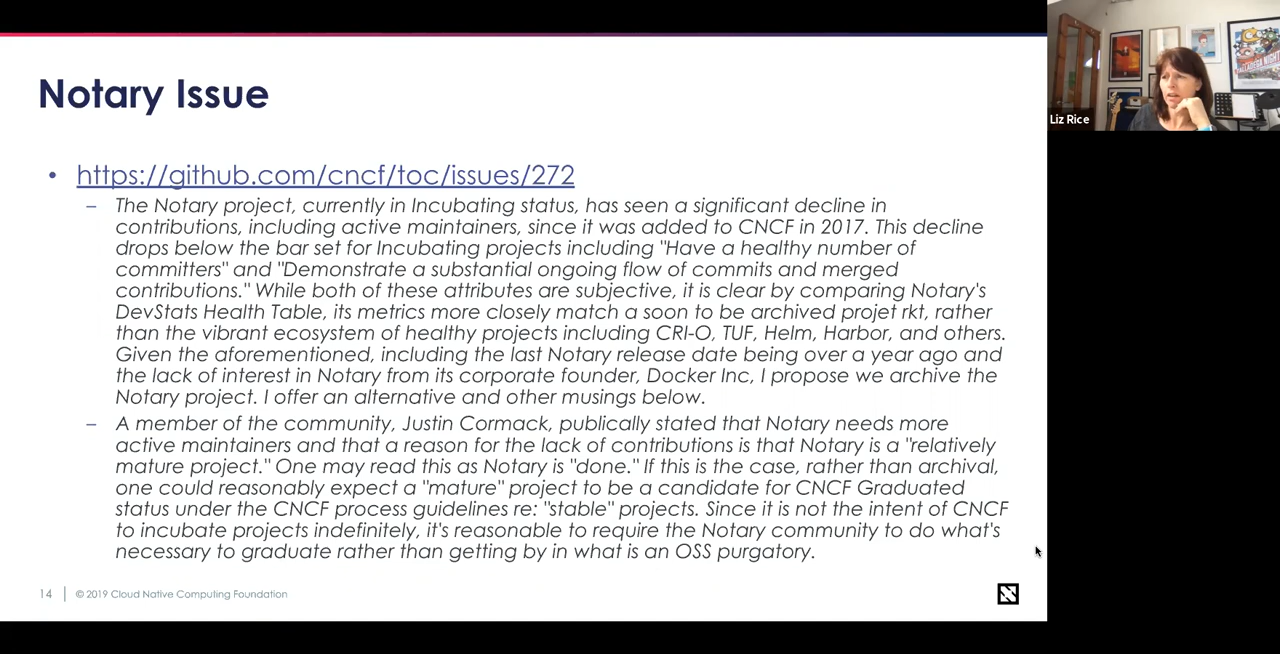 Notary Issue
• https://github.com/cncf/toc/issues/272
– The Notary project, currently in Incubating status, has seen a significant decline in
contributions, including active maintainers, since it was added to CNCF in 2017. This decline
drops below the bar set for Incubating projects including "Have a healthy number of
committers" and "Demonstrate a substantial ongoing flow of commits and merged
contributions." While both of these attributes are subjective, it is clear by comparing Notary's
DevStats Health Table, its metrics more closely match a soon to be archived projet rkt, rather
than the vibrant ecosystem of healthy projects including CRI-O, TUF, Helm, Harbor, and others.
Given the aforementioned, including the last Notary release date being over a year ago and
the lack of interest in Notary from its corporate founder, Docker Inc, I propose we archive the
Notary project. I offer an alternative and other musings below.
– A member of the community, Justin Cormack, publically stated that Notary needs more
active maintainers and that a reason for the lack of contributions is that Notary is a "relatively
mature project." One may read this as Notary is "done." If this is the case, rather than archival,
one could reasonably expect a "mature" project to be a candidate for CNCF Graduated
status under the CNCF process guidelines re: "stable" projects. Since it is not the intent of CNCF
to incubate projects indefinitely, it's reasonable to require the Notary community to do what's
necessary to graduate rather than getting by in what is an OSS purgatory.
14 | © 2019 Cloud Native Computing Foundation
Liz Rice